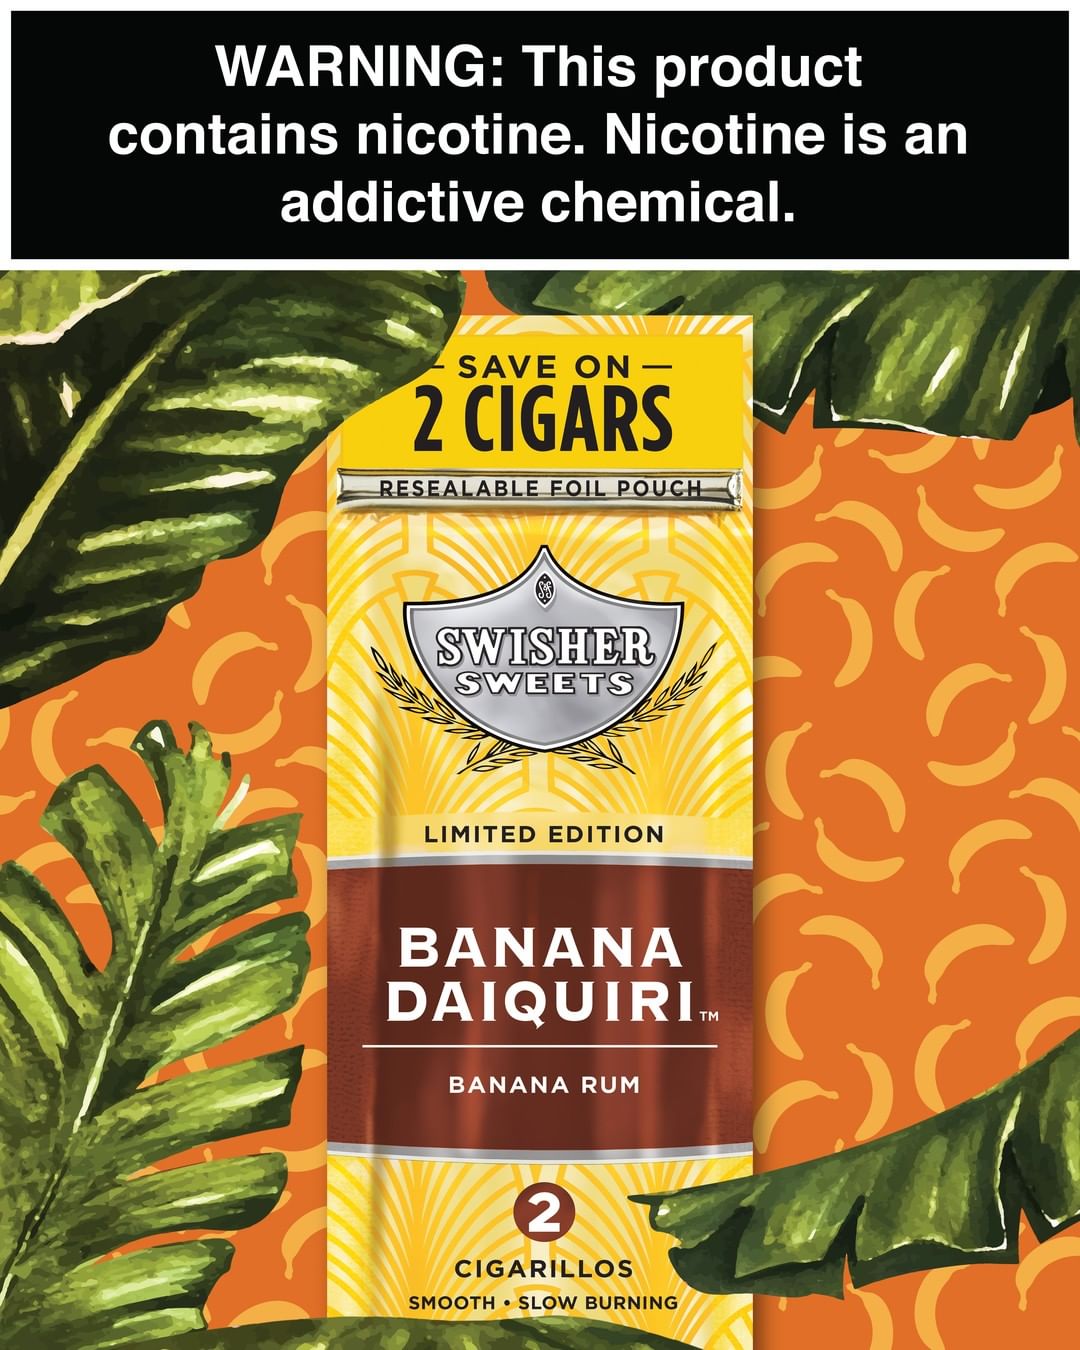 WARNING: This product
contains nicotine. Nicotine is an
addictive chemical.
— SAVE ON —
2 CIGARS
RESEALABLE FOIL POUCH
S&S
SWISHER
SWEETS
LIMITED EDITION
BANANA
DAIQUIRI™
BANANA RUM
2
CIGARILLOS
SMOOTH • SLOW BURNING